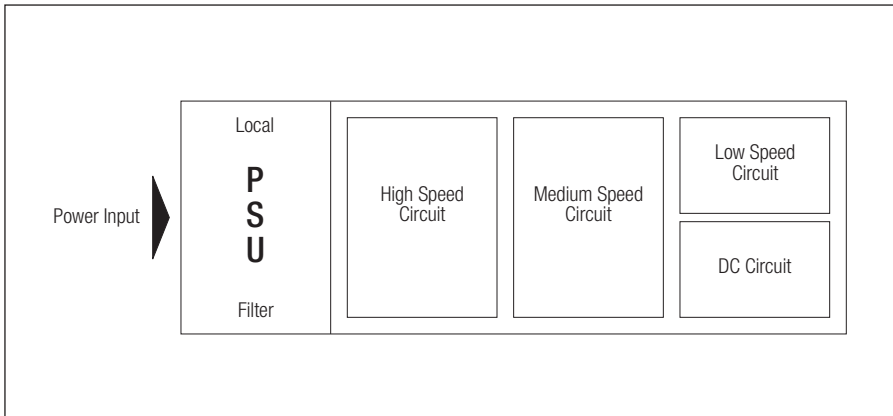 Power Input
Local
P
S
U
Filter
High Speed
Circuit
Medium Speed
Circuit
Low Speed
Circuit
DC Circuit